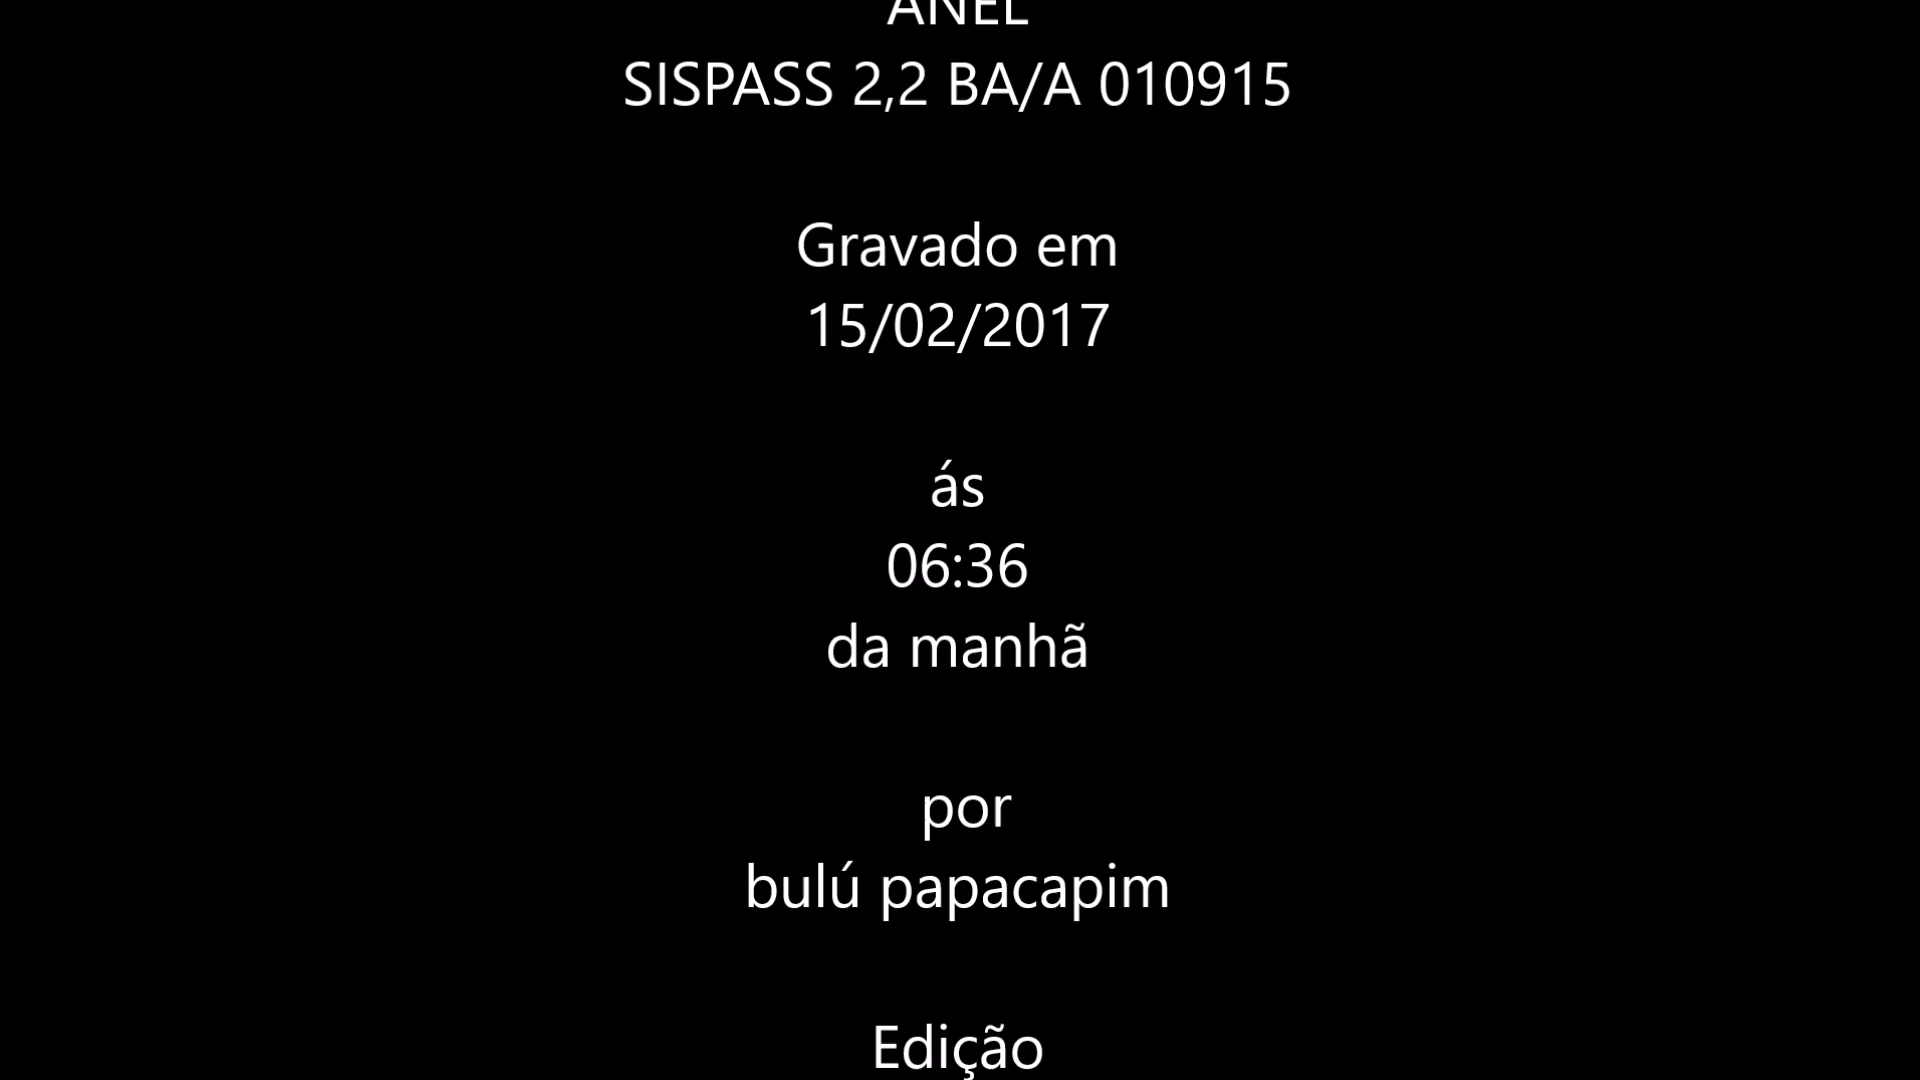 ANEL
SISPASS 2,2 BA/A 010915
Gravado em
15/02/2017
ás
06:36
da manhã
por
bulú papacapim
Edição